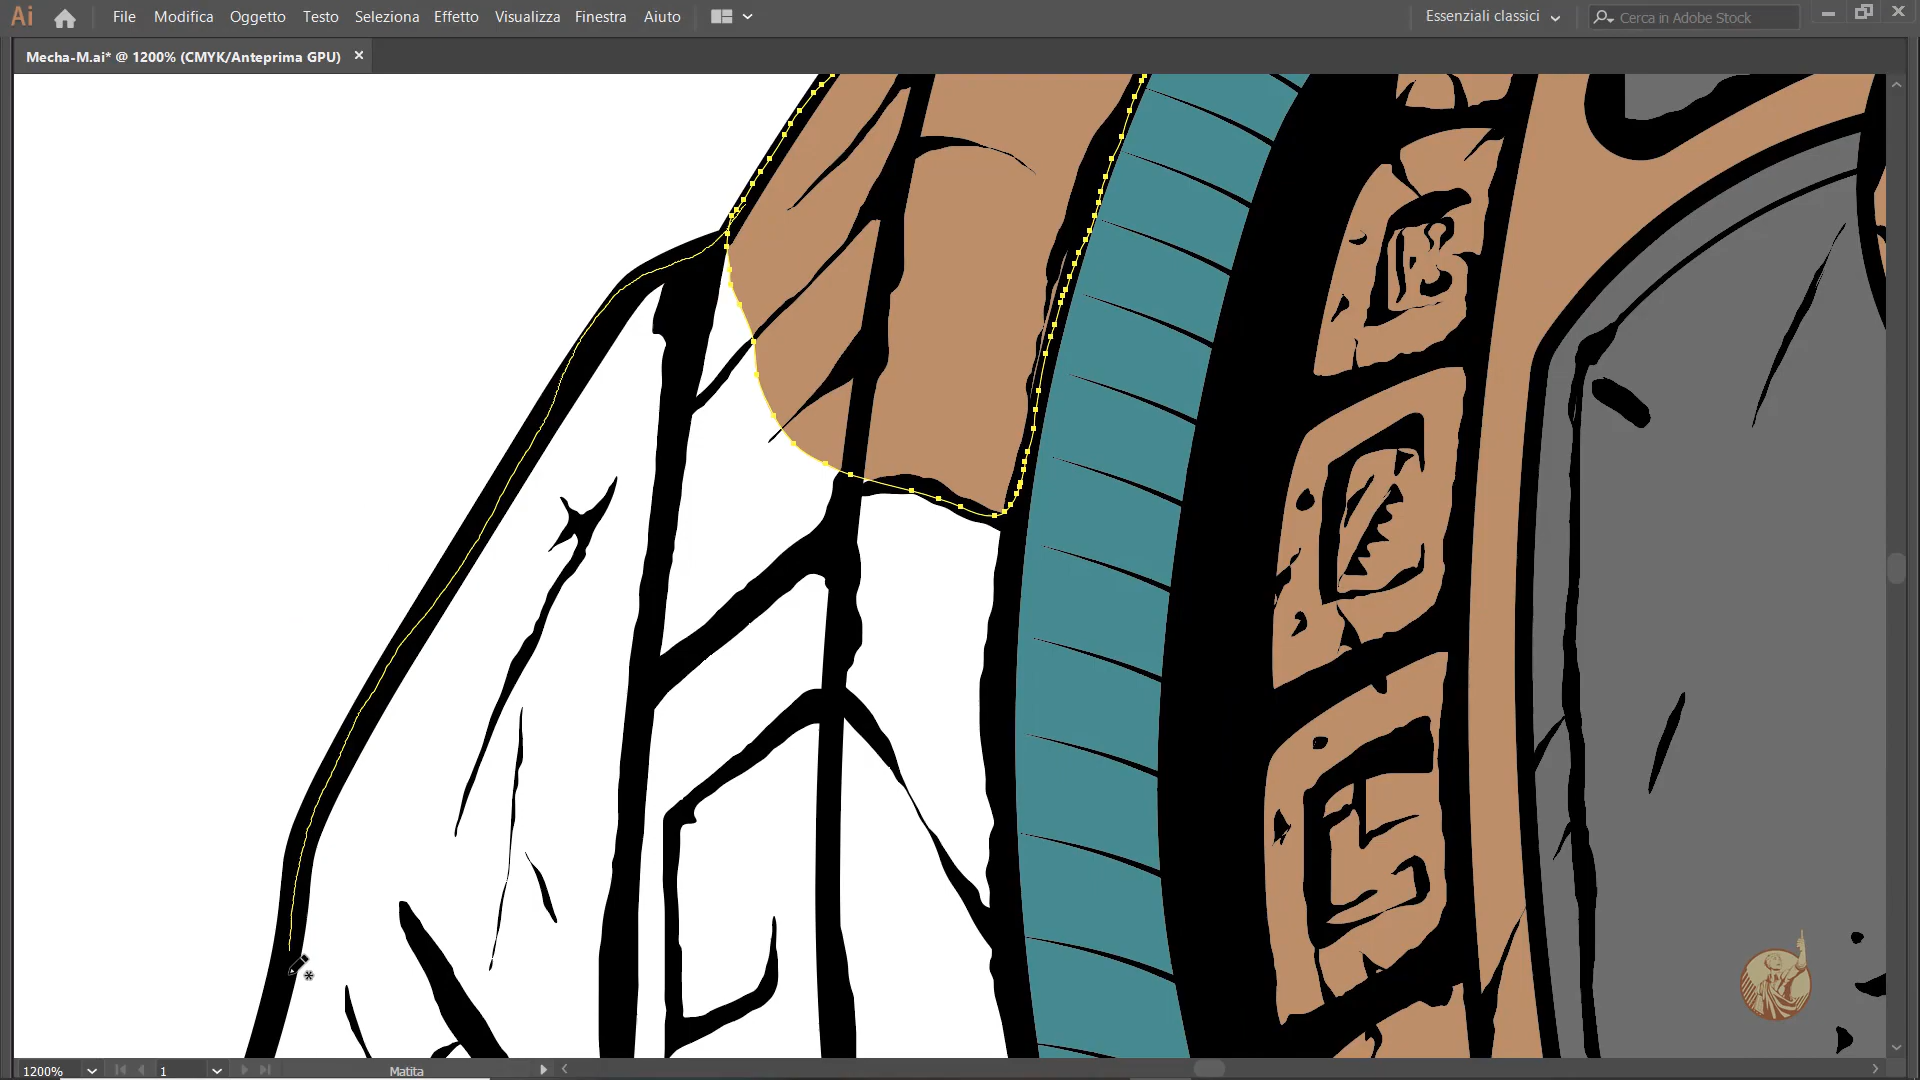 Ai File Modifica Oggetto Testo Seleziona Effetto Visualizza Finestra Aiuto Essenziali classici Cerca in Adobe Stock
Mecha-M.ai* @ 1200% (CMYK/Anteprima GPU)
1200% 1 Matita